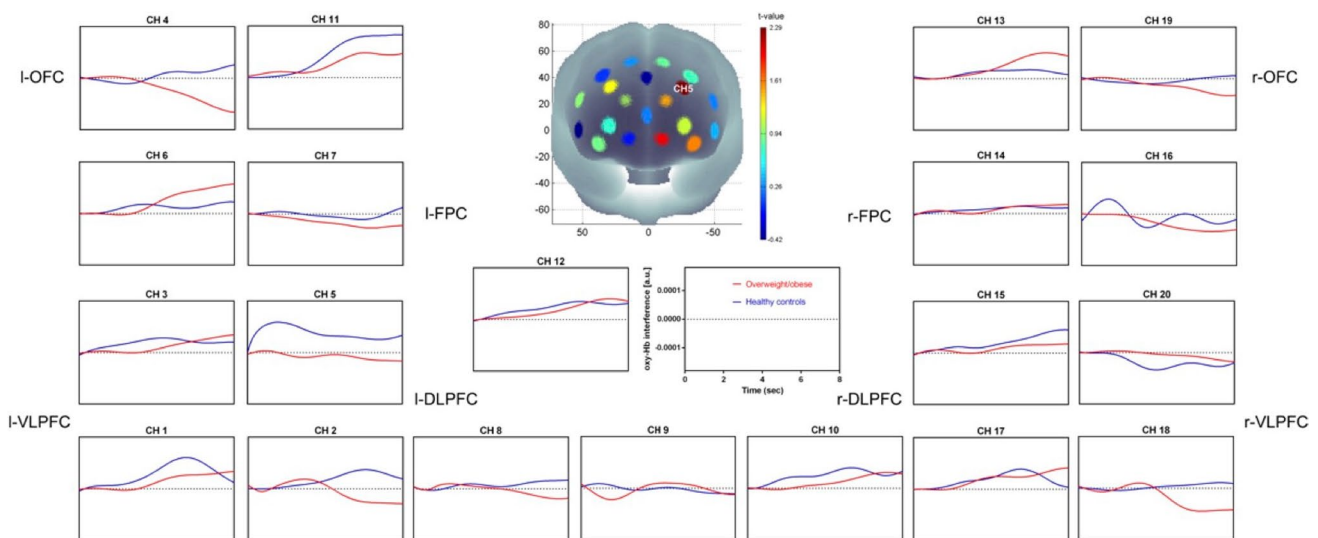 CH 4
CH 11
l-OFC
80
60
40
20
0
-20
-40
-60
50
0
-50
CH5
t-value
2.29
1.61
0.94
0.26
-0.42
CH 13
CH 19
r-OFC
CH 6
CH 7
l-FPC
r-FPC
CH 14
CH 16
CH 12
oxy-Hb interference [a.u.]
0.0001
0.0000
-0.0001
Overweight/obese
Healthy controls
0
2
4
6
8
Time (sec)
CH 3
CH 5
l-DLPFC
r-DLPFC
CH 15
CH 20
l-VLPFC
r-VLPFC
CH 1
CH 2
CH 8
CH 9
CH 10
CH 17
CH 18